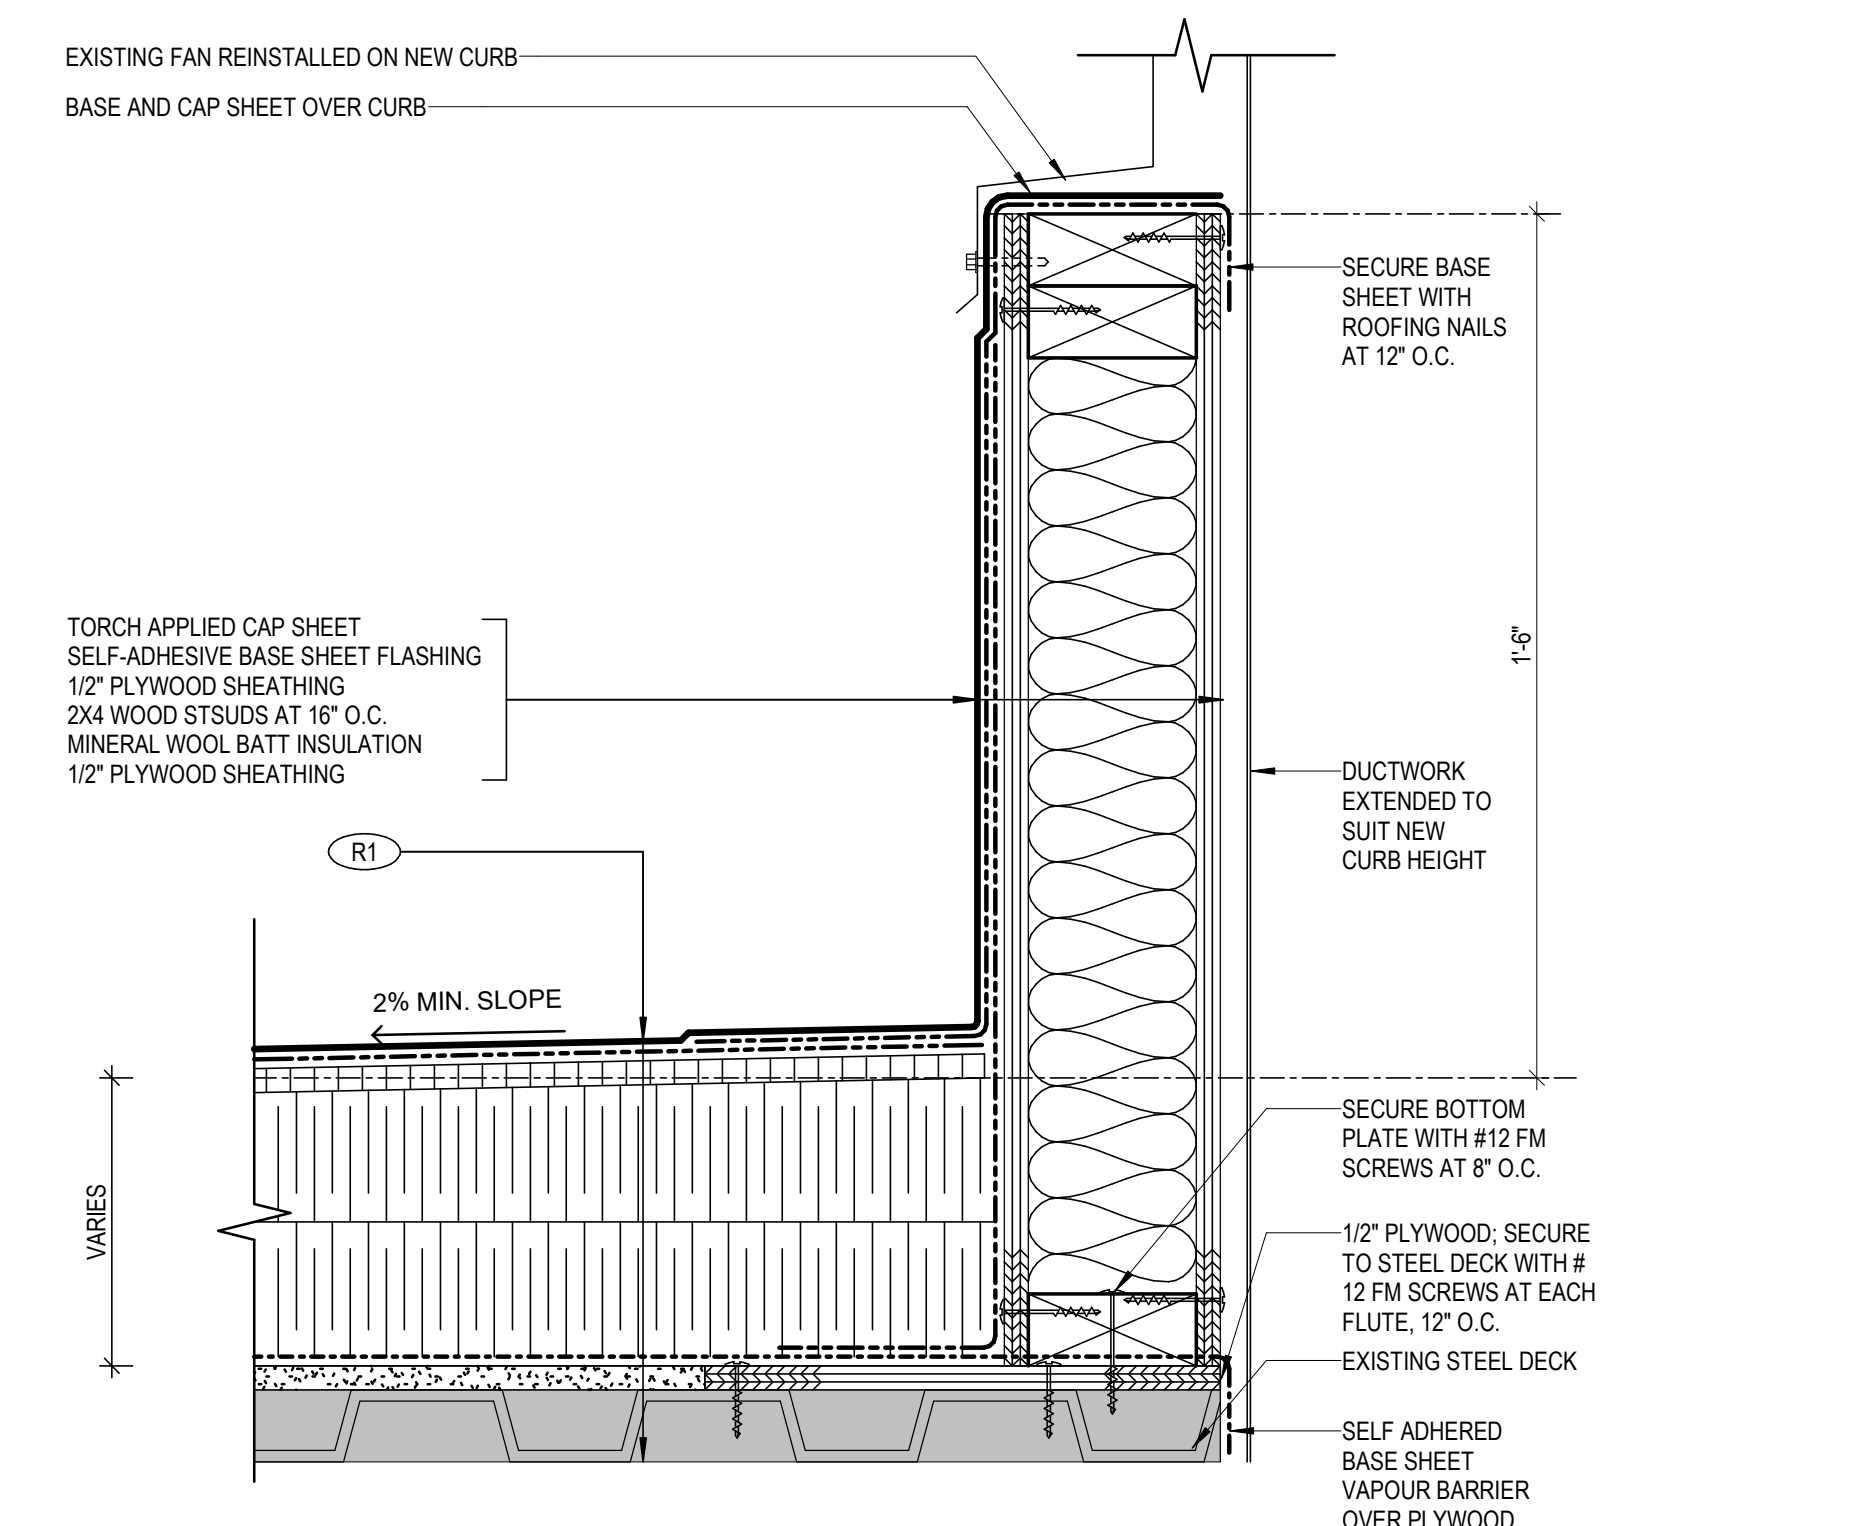 EXISTING FAN REINSTALLED ON NEW CURB
BASE AND CAP SHEET OVER CURB
SECURE BASE
SHEET WITH
ROOFING NAILS
AT 12" O.C.
TORCH APPLIED CAP SHEET
SELF-ADHESIVE BASE SHEET FLASHING
1/2" PLYWOOD SHEATHING
2X4 WOOD STSUDS AT 16" O.C.
MINERAL WOOL BATT INSULATION
1/2" PLYWOOD SHEATHING
1'-6"
DUCTWORK
EXTENDED TO
SUIT NEW
CURB HEIGHT
R1
2% MIN. SLOPE
VARIES
SECURE BOTTOM
PLATE WITH #12 FM
SCREWS AT 8" O.C.
1/2" PLYWOOD; SECURE
TO STEEL DECK WITH #
12 FM SCREWS AT EACH
FLUTE, 12" O.C.
EXISTING STEEL DECK
SELF ADHERED
BASE SHEET
VAPOUR BARRIER
OVER PLYWOOD